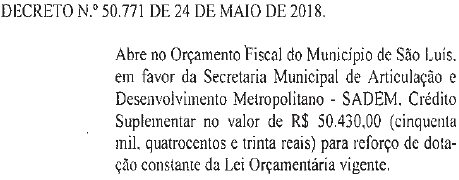 DECRETO N.º 50.771 DE 24 DE MAIO DE 2018.
Abre no Orçamento Fiscal do Município de São Luís,
em favor da Secretaria Municipal de Articulação e
Desenvolvimento Metropolitano - SADEM, Crédito
Suplementar no valor de R$ 50.430,00 (cinquenta
mil, quatrocentos e trinta reais) para reforço de dota-
ção constante da Lei Orçamentária vigente.